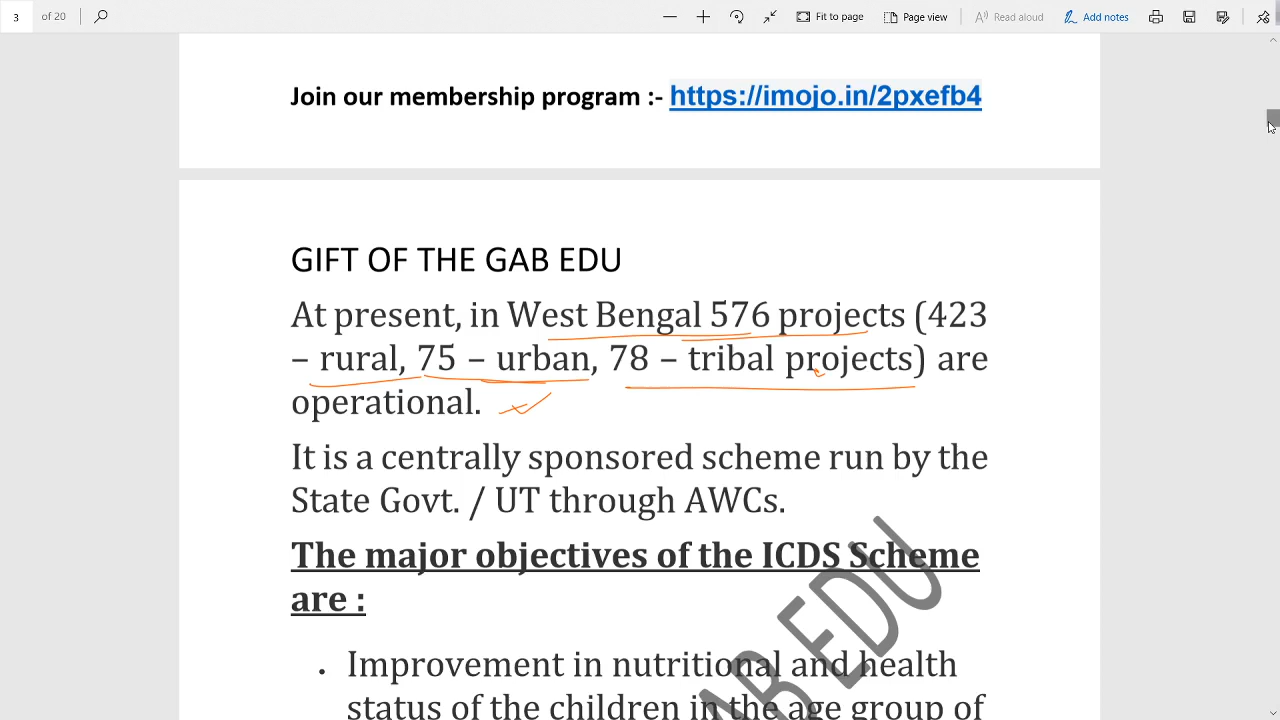 3 of 20 Fit to page Page view Read aloud Add notes
Join our membership program :- https://imojo.in/2pxefb4
GIFT OF THE GAB EDU
At present, in West Bengal 576 projects (423
– rural, 75 – urban, 78 – tribal projects) are
operational.
It is a centrally sponsored scheme run by the
State Govt. / UT through AWCs.
The major objectives of the ICDS Scheme
are :
• Improvement in nutritional and health
status of the children in the age group of
AB EDU